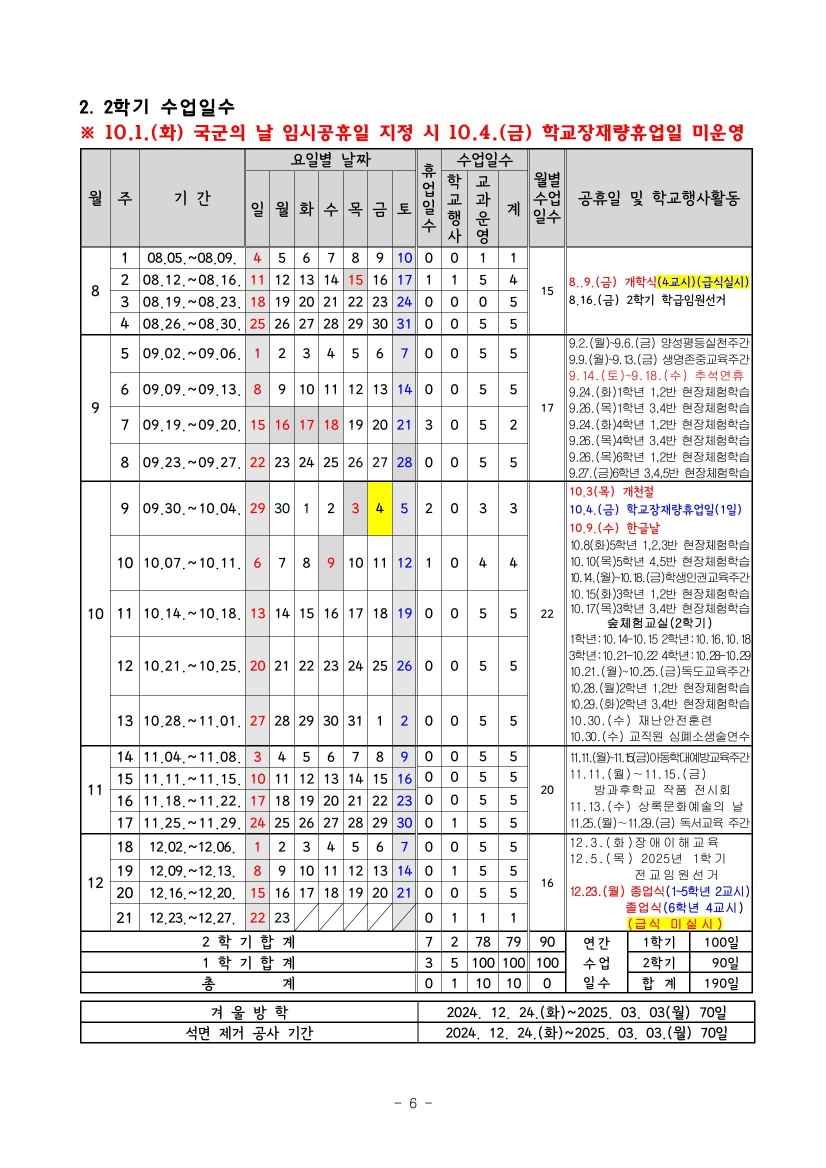 2. 2학기 수업일수
※ 10.1.(화) 국군의 날 임시공휴일 지정 시 10.4.(금) 학교장재량휴업일 미운영
월 주 기 간 요일별 날짜 휴업일수 수업일수 월별수업일수 공휴일 및 학교행사활동
일 월 화 수 목 금 토 학교행사 교과운영 계
8 1 08.05.~08.09. 4 5 6 7 8 9 10 0 0 1 1 15
2 08.12.~08.16. 11 12 13 14 15 16 17 1 1 5 4
3 08.19.~08.23. 18 19 20 21 22 23 24 0 0 0 5
4 08.26.~08.30. 25 26 27 28 29 30 31 0 0 5 5
8..9.(금) 개학식(4교시)(급식실시)
8.16.(금) 2학기 학급임원선거
9 5 09.02.~09.06. 1 2 3 4 5 6 7 0 0 5 5 17
6 09.09.~09.13. 8 9 10 11 12 13 14 0 0 5 5
7 09.19.~09.20. 15 16 17 18 19 20 21 3 0 5 2
8 09.23.~09.27. 22 23 24 25 26 27 28 0 0 5 5
9.2.(월)~9.6.(금) 양성평등실천주간
9.9.(월)~9.13.(금) 생명존중교육주간
9.14.(토)~9.18.(수) 추석연휴
9.24.(화)1학년 1,2반 현장체험학습
9.26.(목)1학년 3,4반 현장체험학습
9.24.(화)4학년 1,2반 현장체험학습
9.26.(목)4학년 3,4반 현장체험학습
9.26.(목)6학년 1,2반 현장체험학습
9.27.(금)6학년 3,4,5반 현장체험학습
10 9 09.30.~10.04. 29 30 1 2 3 4 5 2 0 3 3 22
10 10.07.~10.11. 6 7 8 9 10 11 12 1 0 4 4
11 10.14.~10.18. 13 14 15 16 17 18 19 0 0 5 5
12 10.21.~10.25. 20 21 22 23 24 25 26 0 0 5 5
13 10.28.~11.01. 27 28 29 30 31 1 2 0 0 5 5
10.3(목) 개천절
10.4.(금) 학교장재량휴업일(1일)
10.9.(수) 한글날
10.8(화)5학년 1,2,3반 현장체험학습
10.10(목)5학년 4,5반 현장체험학습
10.14.(월)~10.18.(금)학생인권교육주간
10.15(화)3학년 1,2반 현장체험학습
10.17(목)3학년 3,4반 현장체험학습
숲체험교실(2학기)
1학년:10.14-10.15 2학년:10.16,10.18
3학년:10.21-10.22 4학년:10.28-10.29
10.21.(월)~10.25.(금)독도교육주간
10.28.(월)2학년 1,2반 현장체험학습
10.29.(화)2학년 3,4반 현장체험학습
10.30.(수) 재난안전훈련
10.30.(수) 교직원 심폐소생술연수
11 14 11.04.~11.08. 3 4 5 6 7 8 9 0 0 5 5 20
15 11.11.~11.15. 10 11 12 13 14 15 16 0 0 5 5
16 11.18.~11.22. 17 18 19 20 21 22 23 0 0 5 5
17 11.25.~11.29. 24 25 26 27 28 29 30 0 1 5 5
11.11.(월)~11.15(금)아동학대예방교육주간
11.11.(월)~11.15.(금)
방과후학교 작품 전시회
11.13.(수) 상록문화예술의 날
11.25.(월)~11.29.(금) 독서교육 주간
12 18 12.02.~12.06. 1 2 3 4 5 6 7 0 0 5 5 16
19 12.09.~12.13. 8 9 10 11 12 13 14 0 1 5 5
20 12.16.~12.20. 15 16 17 18 19 20 21 0 0 5 5
21 12.23.~12.27. 22 23 0 1 1 1
12.3.(화)장애이해교육
12.5.(목) 2025년 1학기
전교임원선거
12.23.(월) 종업식(1~5학년 2교시)
졸업식(6학년 4교시)
(급식 미실시)
2 학 기 합 계 7 2 78 79 90 연간 1학기 100일
1 학 기 합 계 3 5 100 100 100 수업 2학기 90일
총 계 0 1 10 10 0 일수 합 계 190일
겨 울 방 학 2024. 12. 24.(화)~2025. 03. 03(월) 70일
석면 제거 공사 기간 2024. 12. 24.(화)~2025. 03. 03.(월) 70일
- 6 -